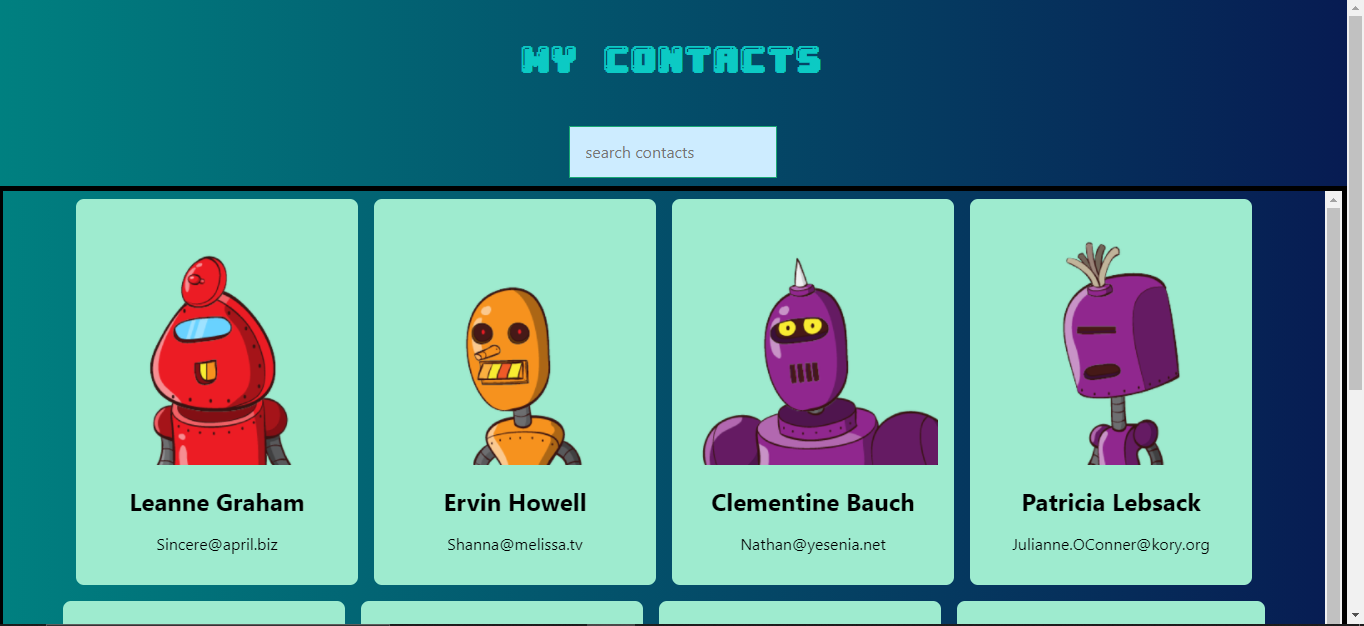 MY CONTACTS
search contacts
Leanne Graham
Sincere@april.biz
Ervin Howell
Shanna@melissa.tv
Clementine Bauch
Nathan@yesenia.net
Patricia Lebsack
Julianne.OConner@kory.org